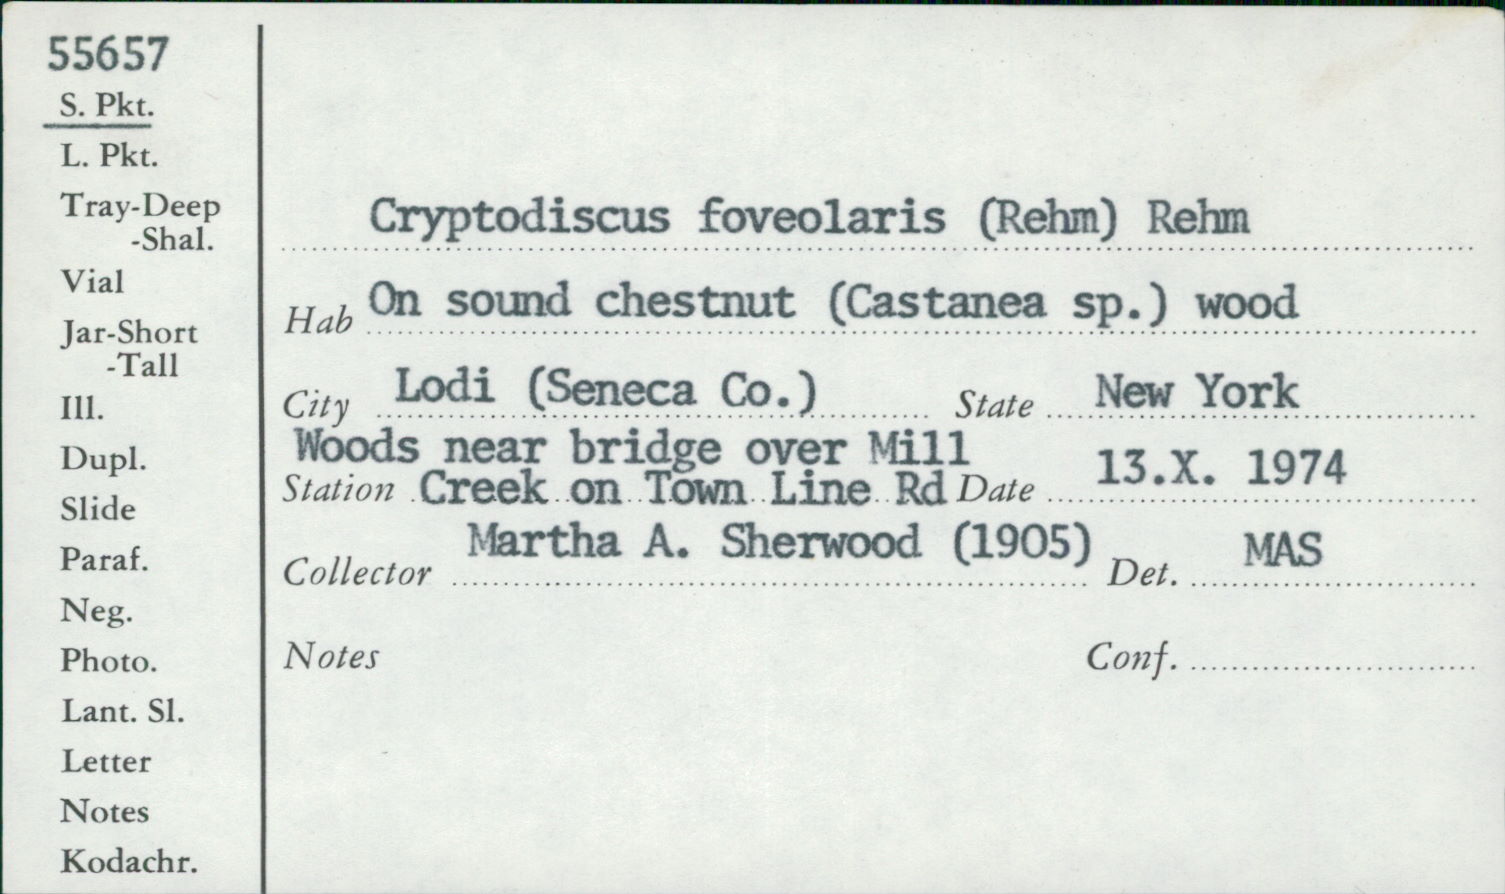 55657
S. Pkt.
L. Pkt.
Tray-Deep
-Shal.
Vial
Jar-Short
-Tall
Ill.
Dupl.
Slide
Paraf.
Neg.
Photo.
Lant. Sl.
Letter
Notes
Kodachr.
Cryptodiscus foveolaris (Rehm) Rehm
Hab On sound chestnut (Castanea sp.) wood
City Lodi (Seneca Co.) State New York
Woods near bridge over Mill
Station Creek on Town Line Rd Date 13.X. 1974
Collector Martha A. Sherwood (1905) Det. MAS
Notes Conf.